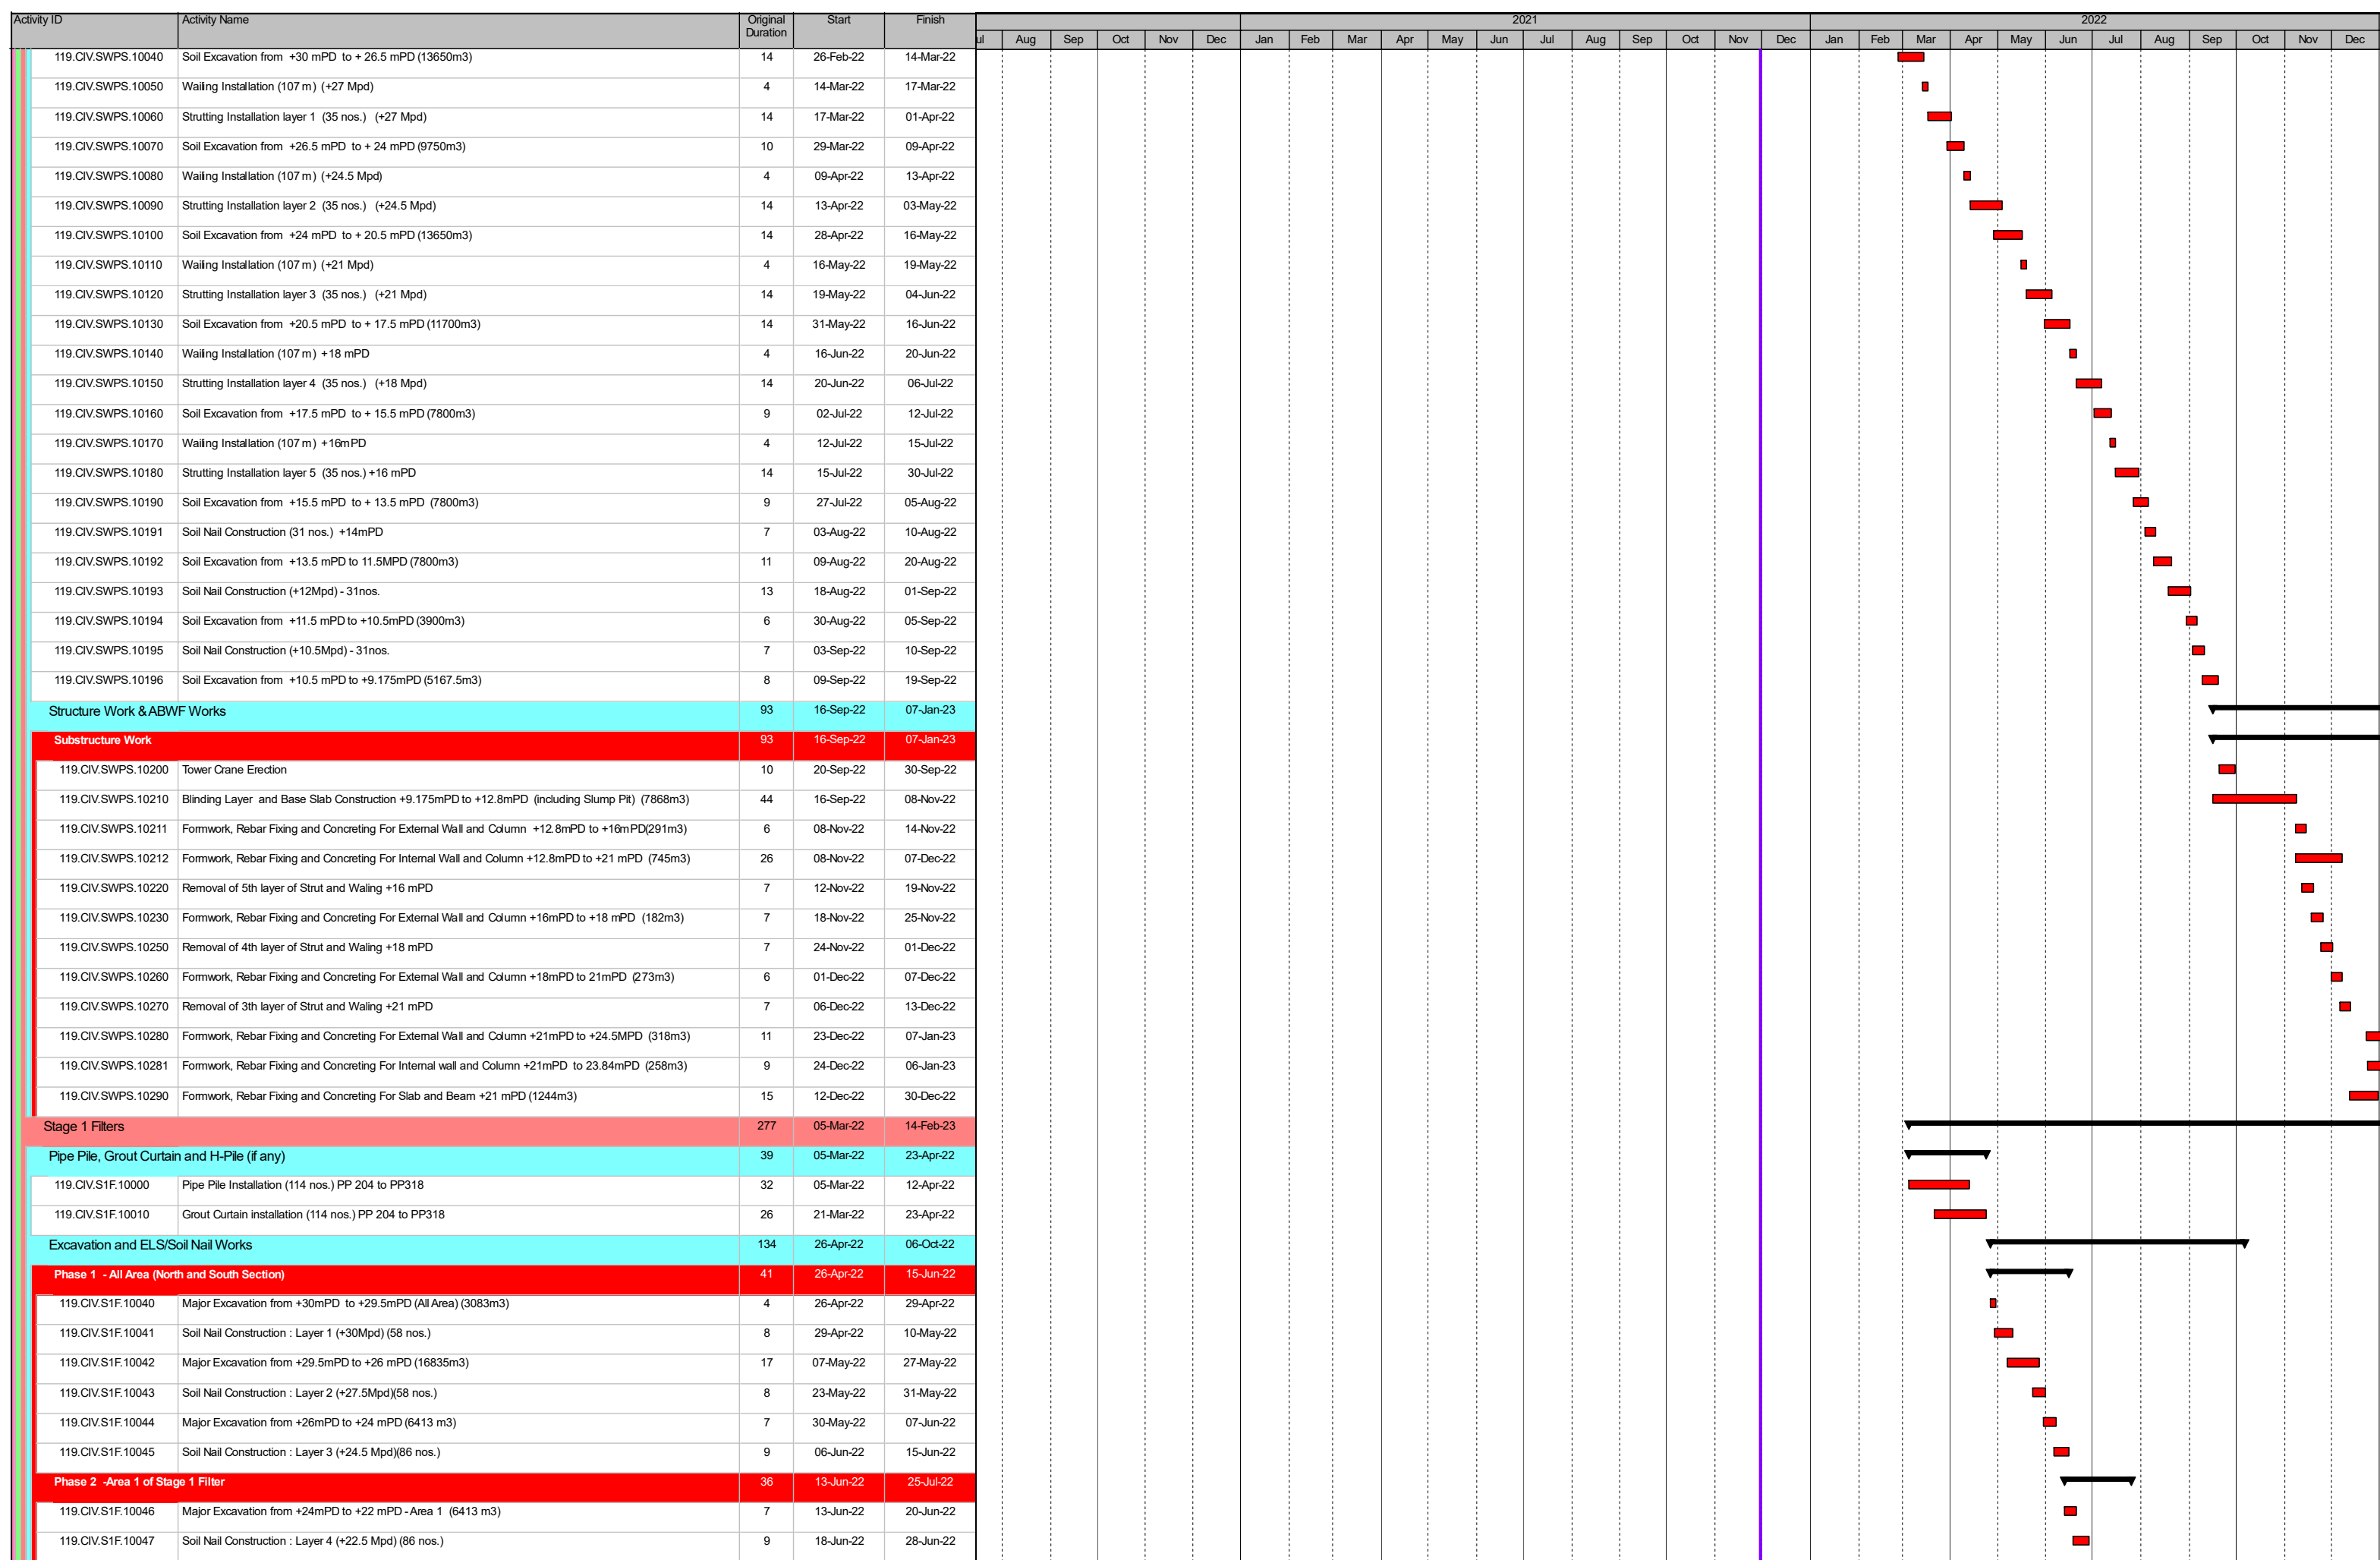 Activity ID Activity Name Original Duration Start Finish 2021 2022
ul Aug Sep Oct Nov Dec Jan Feb Mar Apr May Jun Jul Aug Sep Oct Nov Dec Jan Feb Mar Apr May Jun Jul Aug Sep Oct Nov Dec
119.CIV.SWPS.10040 Soil Excavation from +30 mPD to + 26.5 mPD (13650m3) 14 26-Feb-22 14-Mar-22
119.CIV.SWPS.10050 Wailing Installation (107 m) (+27 Mpd) 4 14-Mar-22 17-Mar-22
119.CIV.SWPS.10060 Strutting Installation layer 1 (35 nos.) (+27 Mpd) 14 17-Mar-22 01-Apr-22
119.CIV.SWPS.10070 Soil Excavation from +26.5 mPD to + 24 mPD (9750m3) 10 29-Mar-22 09-Apr-22
119.CIV.SWPS.10080 Wailing Installation (107 m) (+24.5 Mpd) 4 09-Apr-22 13-Apr-22
119.CIV.SWPS.10090 Strutting Installation layer 2 (35 nos.) (+24.5 Mpd) 14 13-Apr-22 03-May-22
119.CIV.SWPS.10100 Soil Excavation from +24 mPD to + 20.5 mPD (13650m3) 14 28-Apr-22 16-May-22
119.CIV.SWPS.10110 Wailing Installation (107 m) (+21 Mpd) 4 16-May-22 19-May-22
119.CIV.SWPS.10120 Strutting Installation layer 3 (35 nos.) (+21 Mpd) 14 19-May-22 04-Jun-22
119.CIV.SWPS.10130 Soil Excavation from +20.5 mPD to + 17.5 mPD (11700m3) 14 31-May-22 16-Jun-22
119.CIV.SWPS.10140 Wailing Installation (107 m) +18 mPD 4 16-Jun-22 20-Jun-22
119.CIV.SWPS.10150 Strutting Installation layer 4 (35 nos.) (+18 Mpd) 14 20-Jun-22 06-Jul-22
119.CIV.SWPS.10160 Soil Excavation from +17.5 mPD to + 15.5 mPD (7800m3) 9 02-Jul-22 12-Jul-22
119.CIV.SWPS.10170 Wailing Installation (107 m) +16mPD 4 12-Jul-22 15-Jul-22
119.CIV.SWPS.10180 Strutting Installation layer 5 (35 nos.) +16 mPD 14 15-Jul-22 30-Jul-22
119.CIV.SWPS.10190 Soil Excavation from +15.5 mPD to + 13.5 mPD (7800m3) 9 27-Jul-22 05-Aug-22
119.CIV.SWPS.10191 Soil Nail Construction (31 nos.) +14mPD 7 03-Aug-22 10-Aug-22
119.CIV.SWPS.10192 Soil Excavation from +13.5 mPD to 11.5MPD (7800m3) 11 09-Aug-22 20-Aug-22
119.CIV.SWPS.10193 Soil Nail Construction (+12Mpd) - 31nos. 13 18-Aug-22 01-Sep-22
119.CIV.SWPS.10194 Soil Excavation from +11.5 mPD to +10.5mPD (3900m3) 6 30-Aug-22 05-Sep-22
119.CIV.SWPS.10195 Soil Nail Construction (+10.5Mpd) - 31nos. 7 03-Sep-22 10-Sep-22
119.CIV.SWPS.10196 Soil Excavation from +10.5 mPD to +9.175mPD (5167.5m3) 8 09-Sep-22 19-Sep-22
Structure Work & ABWF Works 93 16-Sep-22 07-Jan-23
Substructure Work 93 16-Sep-22 07-Jan-23
119.CIV.SWPS.10200 Tower Crane Erection 10 20-Sep-22 30-Sep-22
119.CIV.SWPS.10210 Blinding Layer and Base Slab Construction +9.175mPD to +12.8mPD (including Slump Pit) (7868m3) 44 16-Sep-22 08-Nov-22
119.CIV.SWPS.10211 Formwork, Rebar Fixing and Concreting For External Wall and Column +12.8mPD to +16mPD(291m3) 6 08-Nov-22 14-Nov-22
119.CIV.SWPS.10212 Formwork, Rebar Fixing and Concreting For Internal Wall and Column +12.8mPD to +21 mPD (745m3) 26 08-Nov-22 07-Dec-22
119.CIV.SWPS.10220 Removal of 5th layer of Strut and Waling +16 mPD 7 12-Nov-22 19-Nov-22
119.CIV.SWPS.10230 Formwork, Rebar Fixing and Concreting For External Wall and Column +16mPD to +18 mPD (182m3) 7 18-Nov-22 25-Nov-22
119.CIV.SWPS.10250 Removal of 4th layer of Strut and Waling +18 mPD 7 24-Nov-22 01-Dec-22
119.CIV.SWPS.10260 Formwork, Rebar Fixing and Concreting For External Wall and Column +18mPD to 21mPD (273m3) 6 01-Dec-22 07-Dec-22
119.CIV.SWPS.10270 Removal of 3th layer of Strut and Waling +21 mPD 7 06-Dec-22 13-Dec-22
119.CIV.SWPS.10280 Formwork, Rebar Fixing and Concreting For External Wall and Column +21mPD to +24.5MPD (318m3) 11 23-Dec-22 07-Jan-23
119.CIV.SWPS.10281 Formwork, Rebar Fixing and Concreting For Internal wall and Column +21mPD to 23.84mPD (258m3) 9 24-Dec-22 06-Jan-23
119.CIV.SWPS.10290 Formwork, Rebar Fixing and Concreting For Slab and Beam +21 mPD (1244m3) 15 12-Dec-22 30-Dec-22
Stage 1 Filters 277 05-Mar-22 14-Feb-23
Pipe Pile, Grout Curtain and H-Pile (if any) 39 05-Mar-22 23-Apr-22
119.CIV.S1F.10000 Pipe Pile Installation (114 nos.) PP 204 to PP318 32 05-Mar-22 12-Apr-22
119.CIV.S1F.10010 Grout Curtain installation (114 nos.) PP 204 to PP318 26 21-Mar-22 23-Apr-22
Excavation and ELS/Soil Nail Works 134 26-Apr-22 06-Oct-22
Phase 1 - All Area (North and South Section) 41 26-Apr-22 15-Jun-22
119.CIV.S1F.10040 Major Excavation from +30mPD to +29.5mPD (All Area) (3083m3) 4 26-Apr-22 29-Apr-22
119.CIV.S1F.10041 Soil Nail Construction : Layer 1 (+30Mpd) (58 nos.) 8 29-Apr-22 10-May-22
119.CIV.S1F.10042 Major Excavation from +29.5mPD to +26 mPD (16835m3) 17 07-May-22 27-May-22
119.CIV.S1F.10043 Soil Nail Construction : Layer 2 (+27.5Mpd)(58 nos.) 8 23-May-22 31-May-22
119.CIV.S1F.10044 Major Excavation from +26mPD to +24 mPD (6413 m3) 7 30-May-22 07-Jun-22
119.CIV.S1F.10045 Soil Nail Construction : Layer 3 (+24.5 Mpd)(86 nos.) 9 06-Jun-22 15-Jun-22
Phase 2 -Area 1 of Stage 1 Filter 36 13-Jun-22 25-Jul-22
119.CIV.S1F.10046 Major Excavation from +24mPD to +22 mPD - Area 1 (6413 m3) 7 13-Jun-22 20-Jun-22
119.CIV.S1F.10047 Soil Nail Construction : Layer 4 (+22.5 Mpd) (86 nos.) 9 18-Jun-22 28-Jun-22